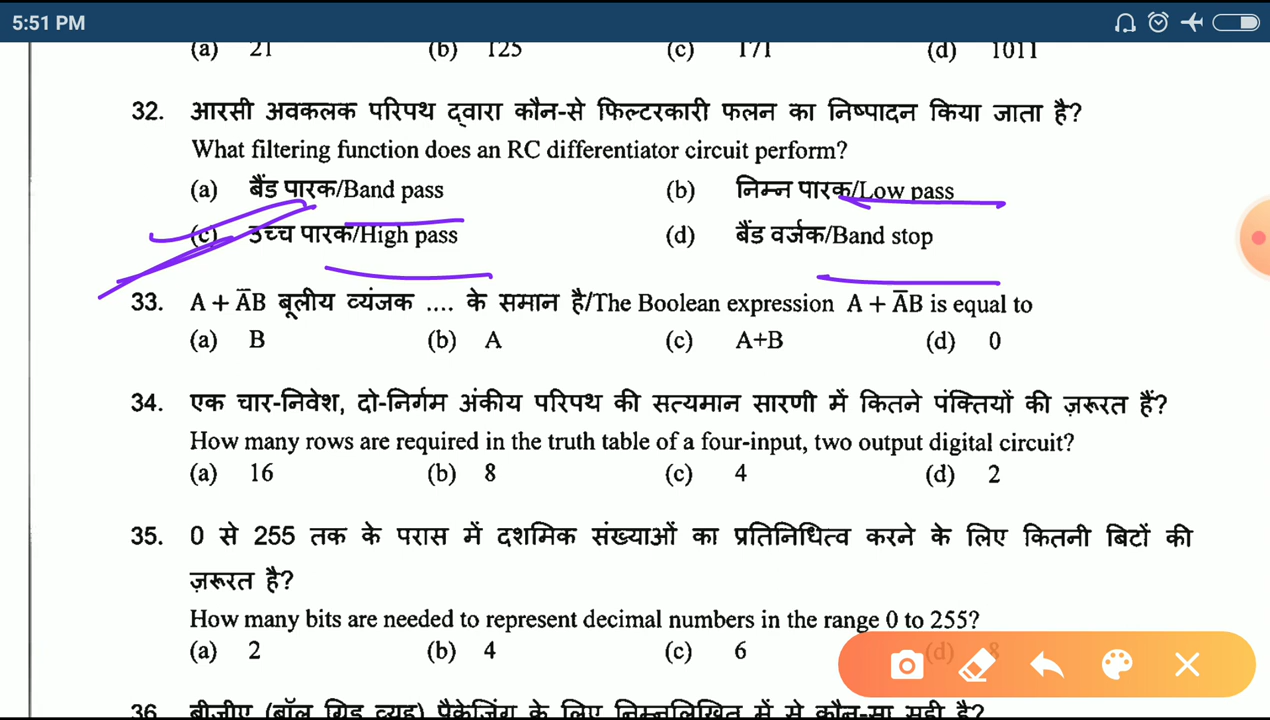 5:51 PM
(a) 21 (b) 125 (c) 171 (d) 1011
32. आरसी अवकलक परिपथ द्वारा कौन-से फिल्टरकारी फलन का निष्पादन किया जाता है?
What filtering function does an RC differentiator circuit perform?
(a) बैंड पारक/Band pass (b) निम्न पारक/Low pass
(c) उच्च पारक/High pass (d) बैंड वर्जक/Band stop
33. A + A̅B बूलीय व्यंजक .... के समान है/The Boolean expression A + A̅B is equal to
(a) B (b) A (c) A+B (d) 0
34. एक चार-निवेश, दो-निर्गम अंकीय परिपथ की सत्यमान सारणी में कितने पंक्तियों की ज़रूरत हैं?
How many rows are required in the truth table of a four-input, two output digital circuit?
(a) 16 (b) 8 (c) 4 (d) 2
35. 0 से 255 तक के परास में दशमिक संख्याओं का प्रतिनिधित्व करने के लिए कितनी बिटों की
ज़रूरत है?
How many bits are needed to represent decimal numbers in the range 0 to 255?
(a) 2 (b) 4 (c) 6 (d) 8
36 बीजीए (बॉल ग्रिड व्यूह) पैकेजिंग के लिए निम्नलिखित में से कौन-सा सही है?